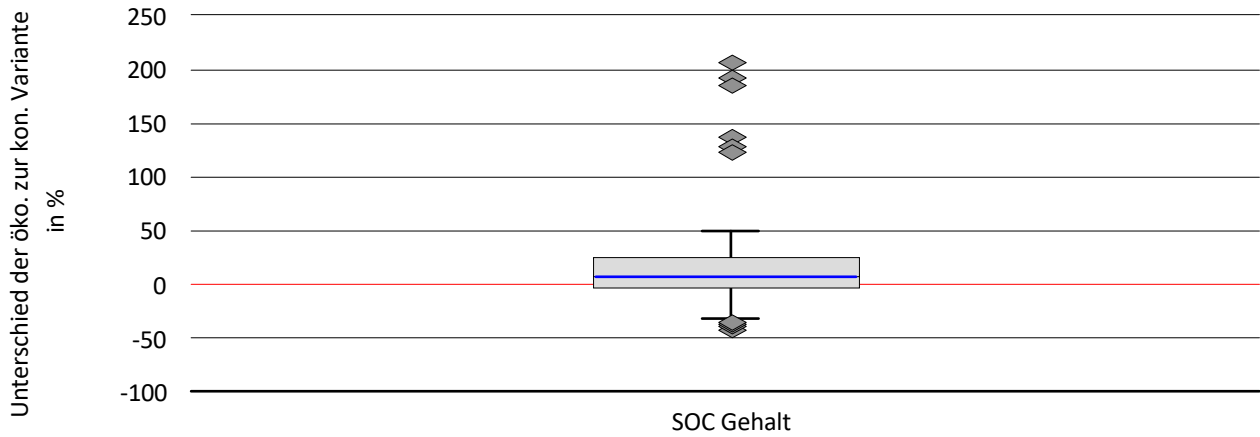 Unterschied der öko. zur kon. Variante
in %
250
200
150
100
50
0
-50
-100
SOC Gehalt